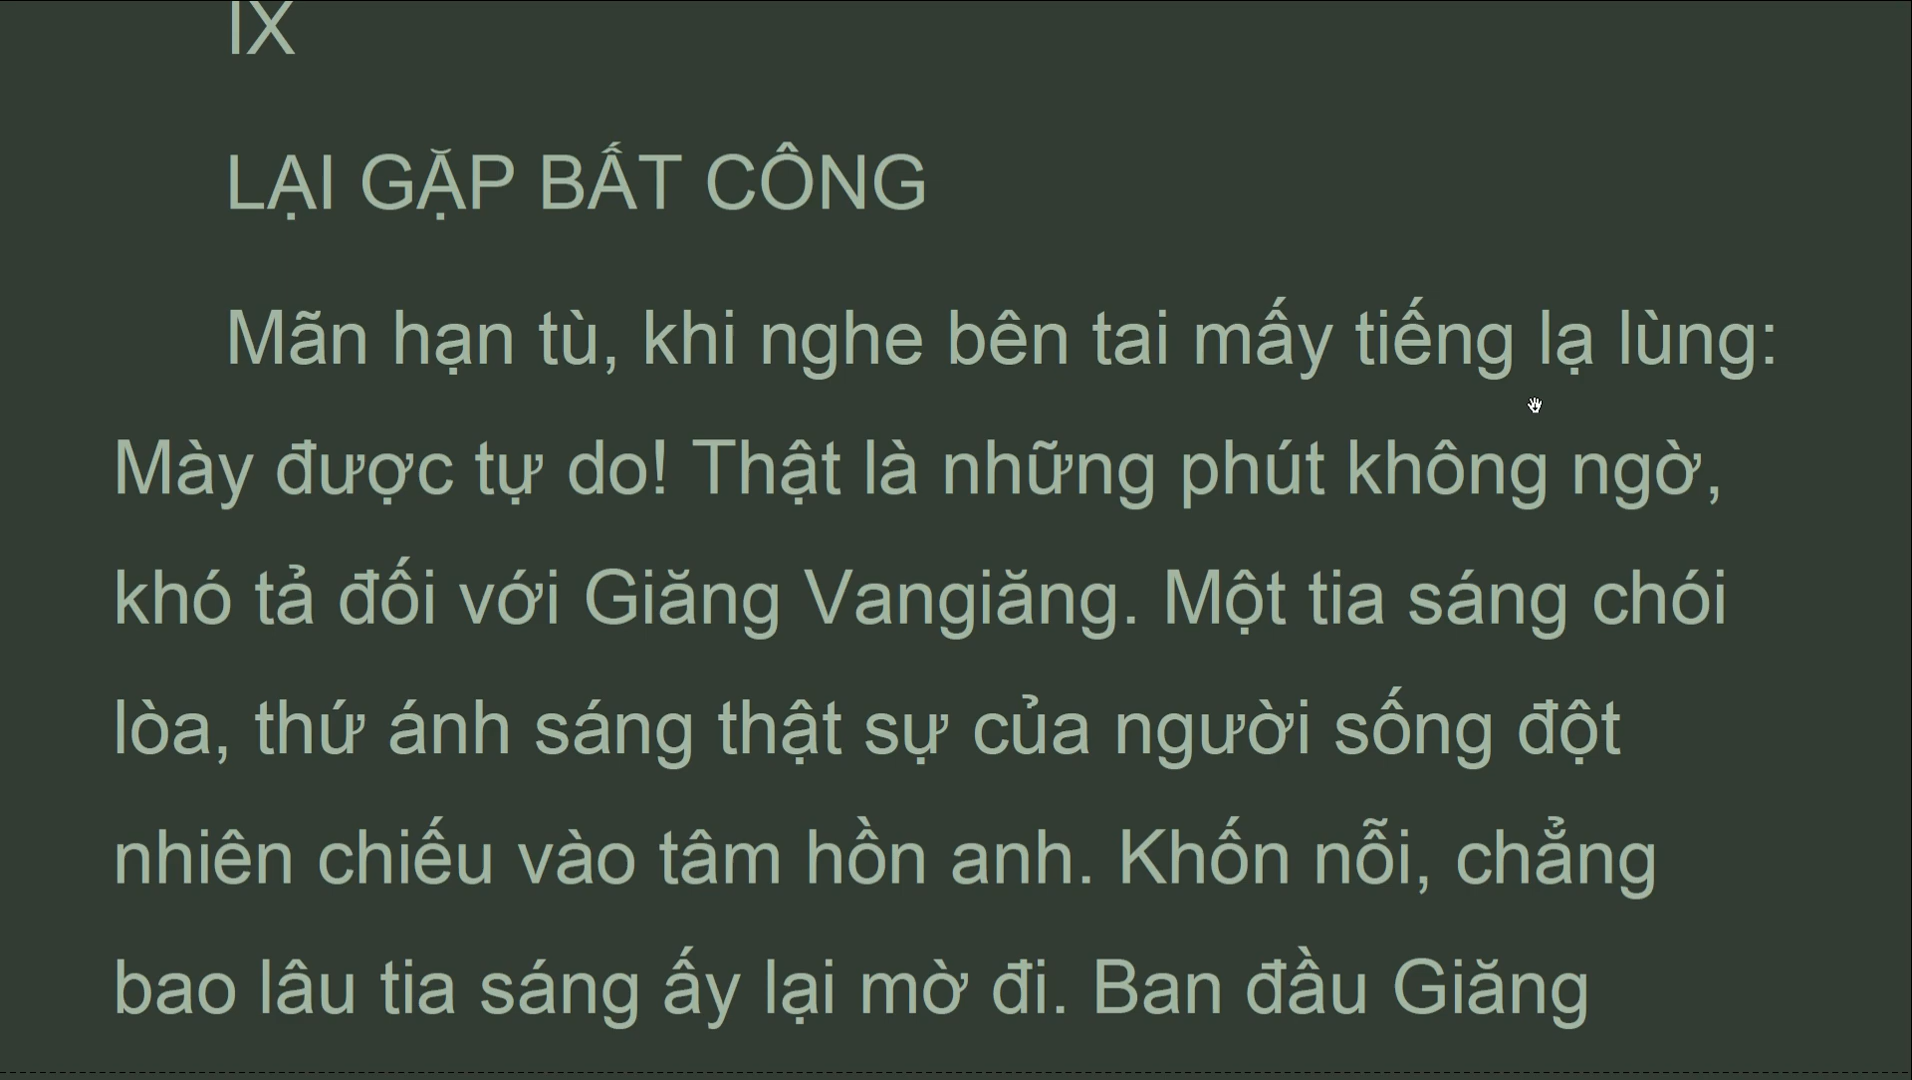 IX
LẠI GẶP BẤT CÔNG
Mãn hạn tù, khi nghe bên tai mấy tiếng lạ lùng:
Mày được tự do! Thật là những phút không ngờ,
khó tả đối với Giăng Vangiăng. Một tia sáng chói
lòa, thứ ánh sáng thật sự của người sống đột
nhiên chiếu vào tâm hồn anh. Khốn nỗi, chẳng
bao lâu tia sáng ấy lại mờ đi. Ban đầu Giăng